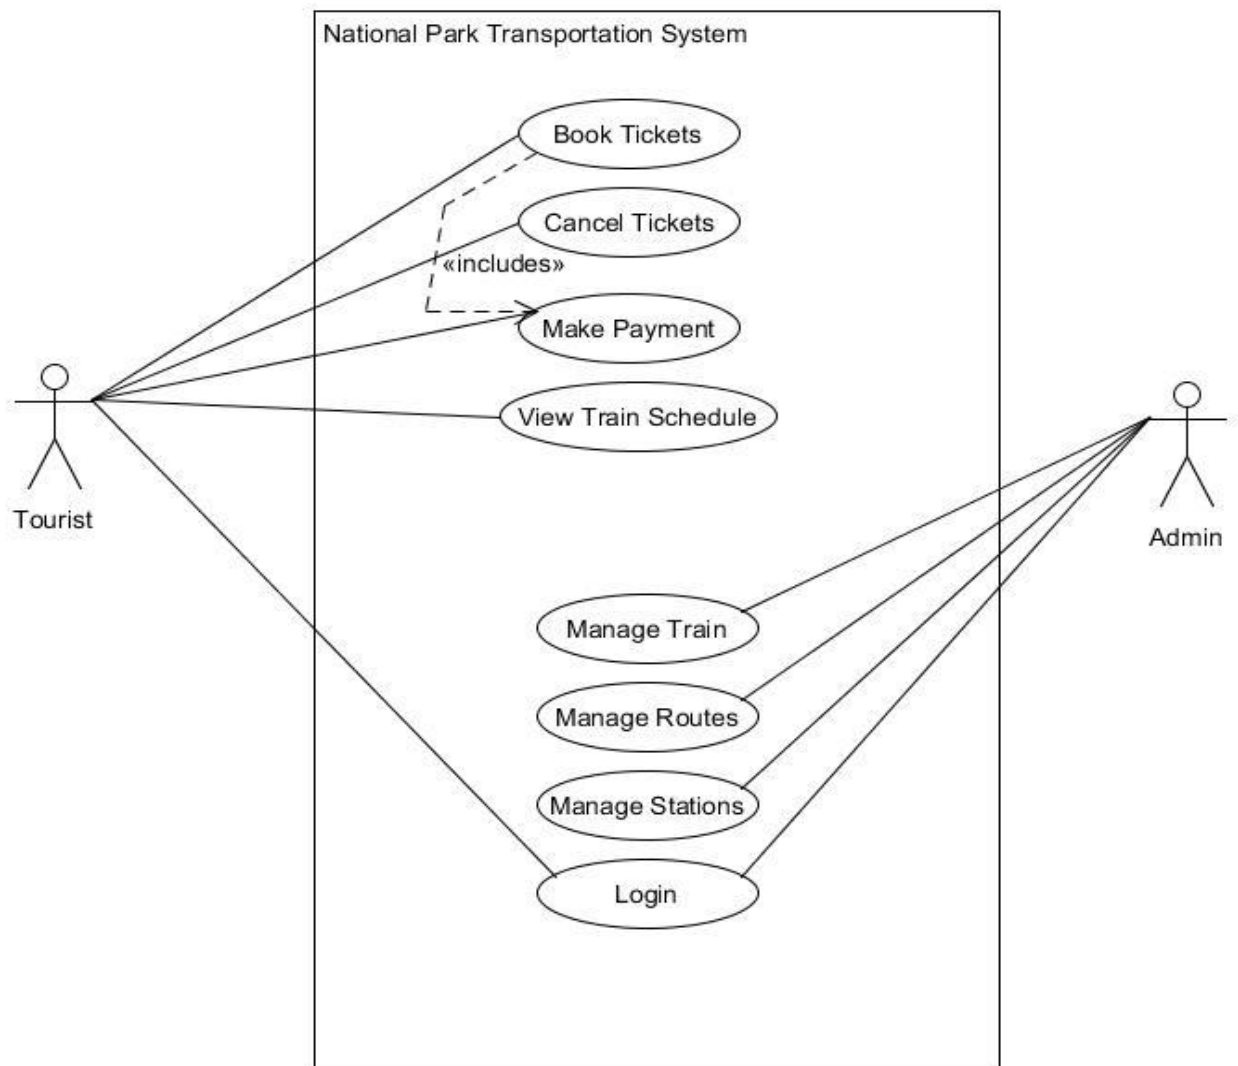 National Park Transportation System
Book Tickets
Cancel Tickets
«includes»
Make Payment
View Train Schedule
Tourist
Admin
Manage Train
Manage Routes
Manage Stations
Login